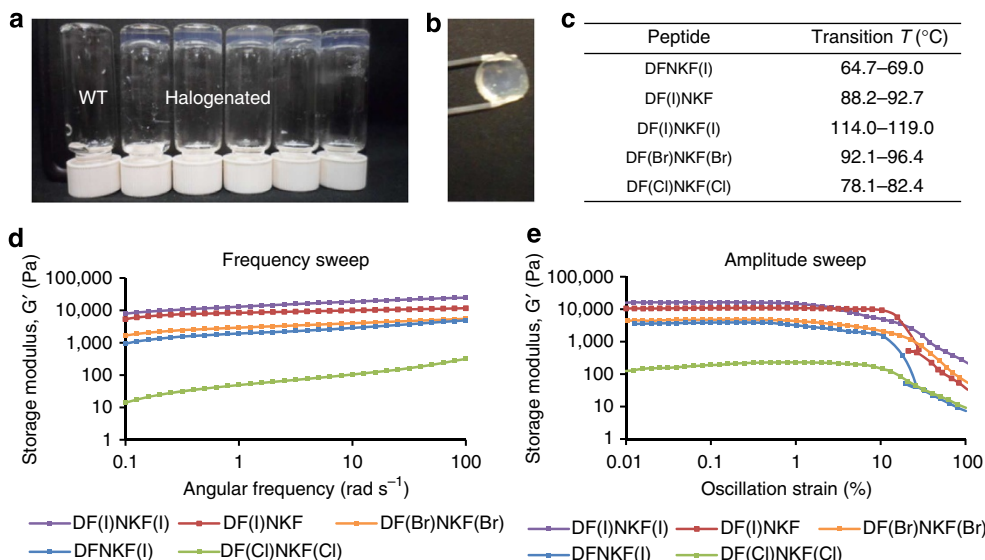 a
WT Halogenated
b
c
Peptide Transition T (°C)
DFNKF(I) 64.7–69.0
DF(I)NKF 88.2–92.7
DF(I)NKF(I) 114.0–119.0
DF(Br)NKF(Br) 92.1–96.4
DF(Cl)NKF(Cl) 78.1–82.4
d
Frequency sweep
Storage modulus, G′ (Pa)
100,000
10,000
1,000
100
10
1
0.1 1 10 100
Angular frequency (rad s⁻¹)
DF(I)NKF(I) DF(I)NKF DF(Br)NKF(Br)
DFNKF(I) DF(Cl)NKF(Cl)
e
Amplitude sweep
Storage modulus, G′ (Pa)
100,000
10,000
1,000
100
10
1
0.01 0.1 1 10 100
Oscillation strain (%)
DF(I)NKF(I) DF(I)NKF DF(Br)NKF(Br)
DFNKF(I) DF(Cl)NKF(Cl)